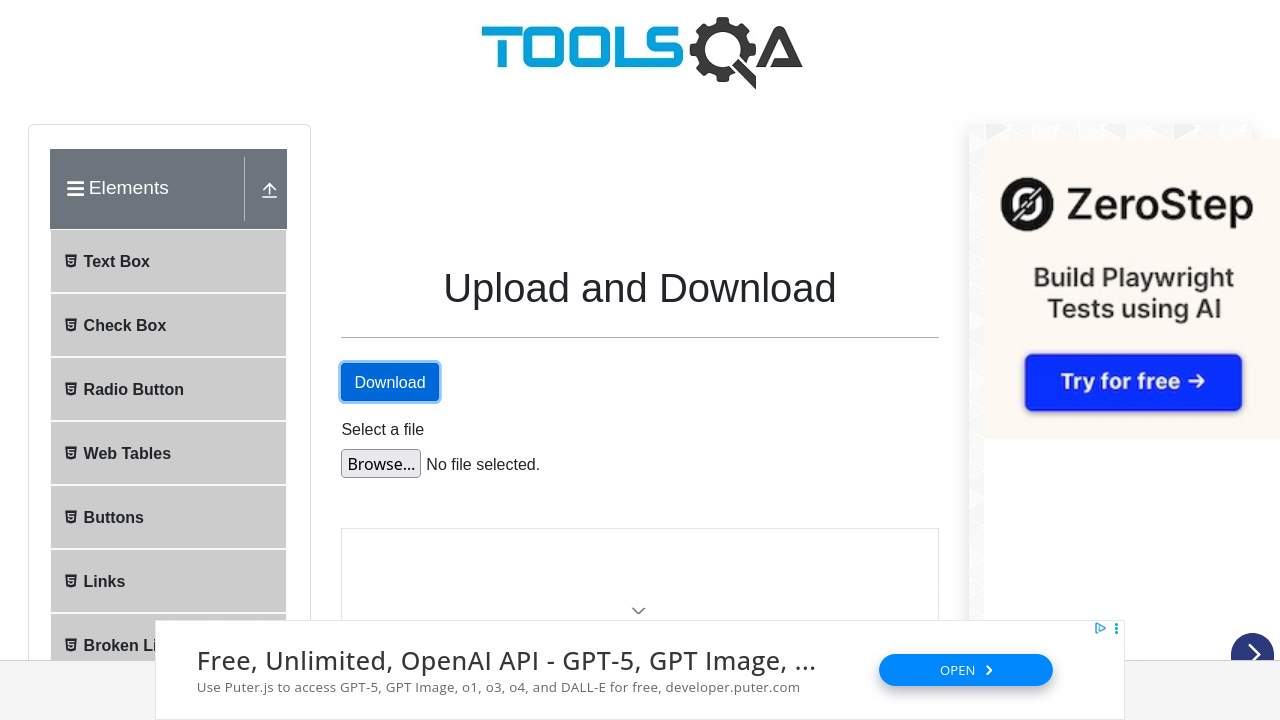 TOOLSQA
Elements
Text Box
Check Box
Radio Button
Web Tables
Buttons
Links
Broken Li
Upload and Download
Download
Select a file
Browse... No file selected.
ZeroStep
Build Playwright
Tests using AI
Try for free →
Free, Unlimited, OpenAI API - GPT-5, GPT Image, ...
Use Puter.js to access GPT-5, GPT Image, o1, o3, o4, and DALL-E for free, developer.puter.com
OPEN